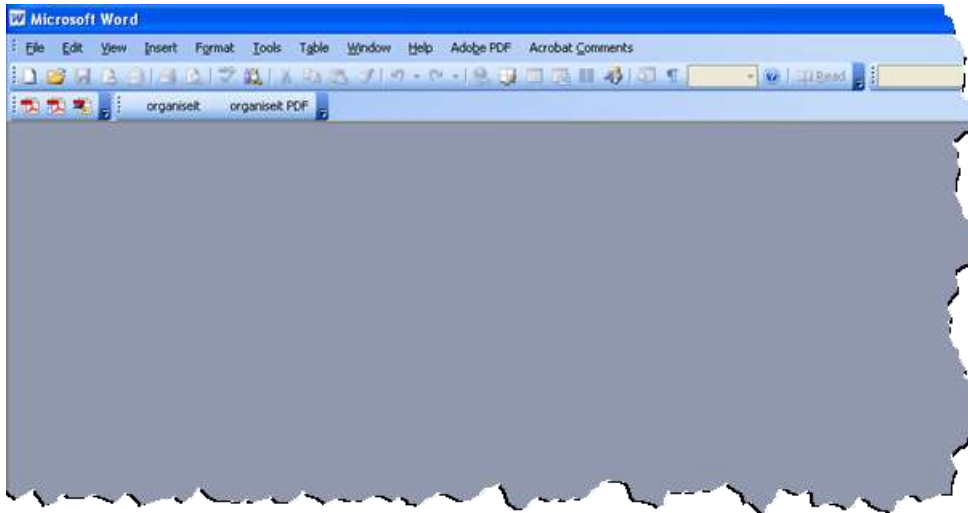 Microsoft Word
File Edit View Insert Format Tools Table Window Help Adobe PDF Acrobat Comments
Read
organiseit organiseit PDF